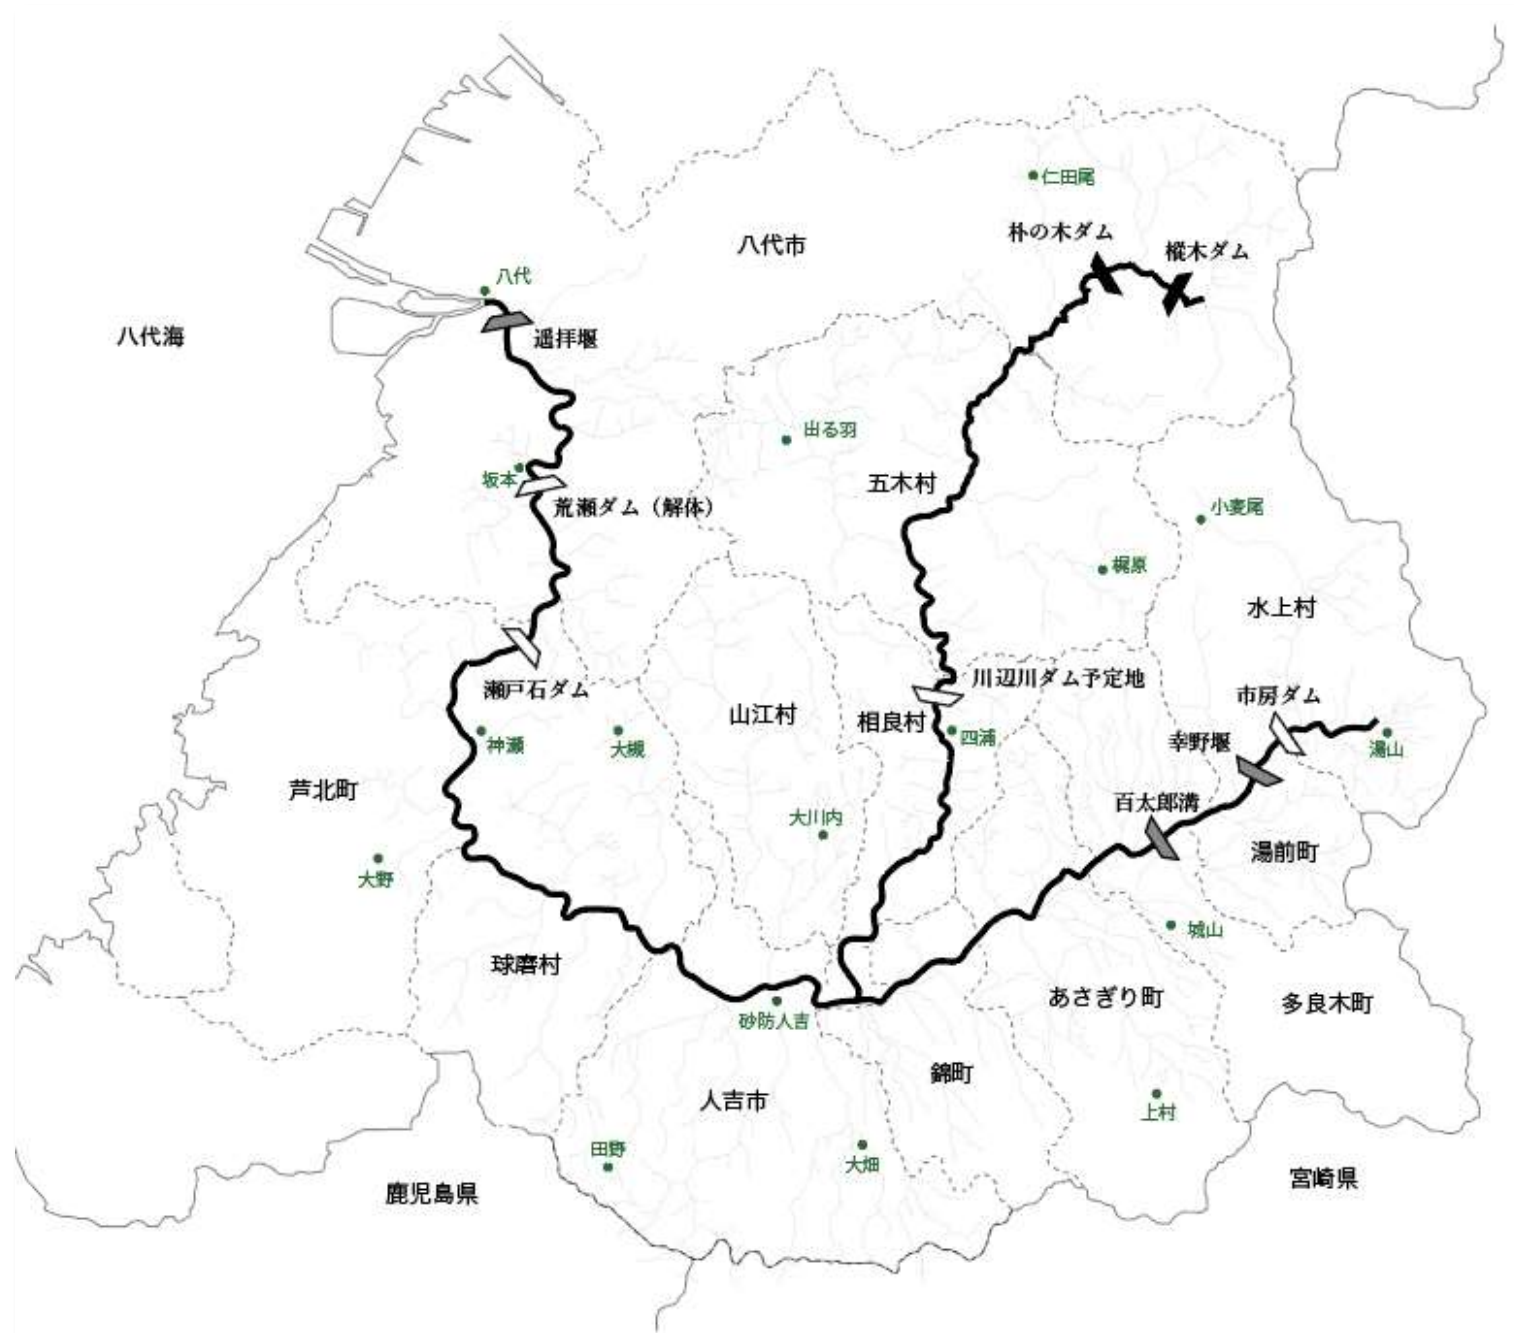 仁田尾
朴の木ダム
樅木ダム
八代市
八代
八代海
遥拝堰
出る羽
五木村
坂本
荒瀬ダム（解体）
小麦尾
梶原
水上村
川辺川ダム予定地
瀬戸石ダム
山江村
相良村
市房ダム
神瀬
大槻
四浦
幸野堰
湯山
芦北町
百太郎溝
大川内
湯前町
大野
城山
球磨村
あさぎり町
多良木町
砂防人吉
錦町
人吉市
上村
田野
大畑
鹿児島県
宮崎県